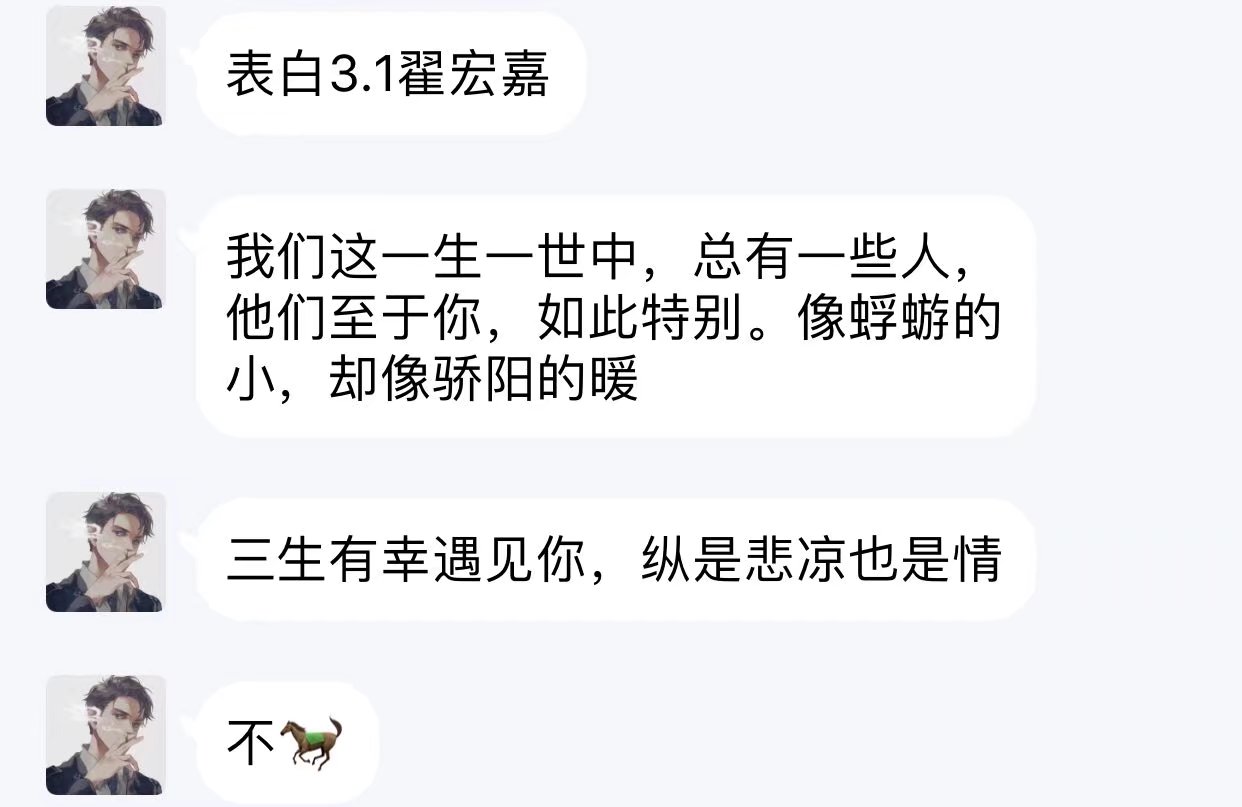 表白3.1翟宏嘉
我们这一生一世中，总有一些人，
他们至于你，如此特别。像蜉蝣的
小，却像骄阳的暖
三生有幸遇见你，纵是悲凉也是情
不🐎